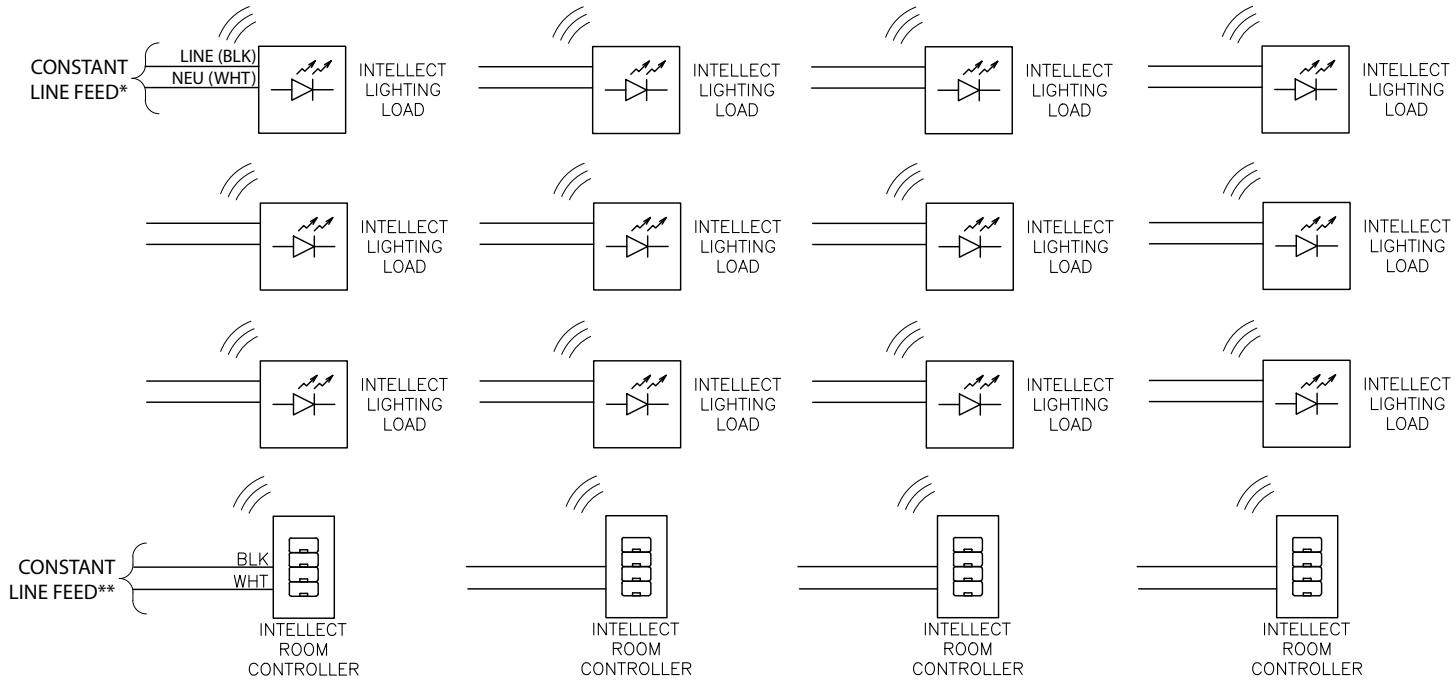 CONSTANT
LINE FEED*
LINE (BLK)
NEU (WHT)
INTELLECT
LIGHTING
LOAD
INTELLECT
LIGHTING
LOAD
INTELLECT
LIGHTING
LOAD
INTELLECT
LIGHTING
LOAD
INTELLECT
LIGHTING
LOAD
INTELLECT
LIGHTING
LOAD
INTELLECT
LIGHTING
LOAD
INTELLECT
LIGHTING
LOAD
INTELLECT
LIGHTING
LOAD
INTELLECT
LIGHTING
LOAD
INTELLECT
LIGHTING
LOAD
INTELLECT
LIGHTING
LOAD
CONSTANT
LINE FEED**
BLK
WHT
INTELLECT
ROOM
CONTROLLER
INTELLECT
ROOM
CONTROLLER
INTELLECT
ROOM
CONTROLLER
INTELLECT
ROOM
CONTROLLER